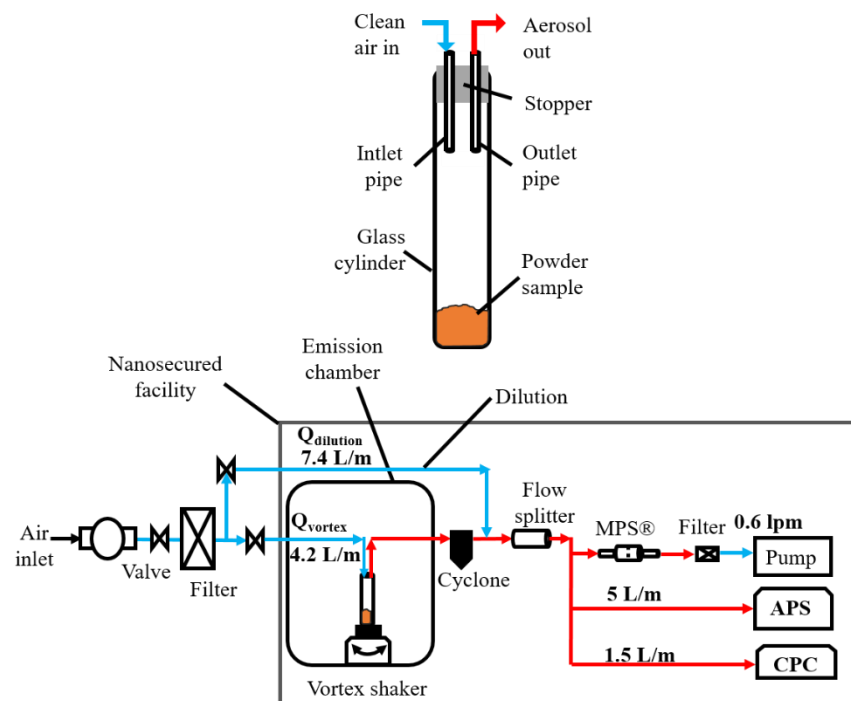 Clean
air in
Aerosol
out
Stopper
Intlet
pipe
Outlet
pipe
Glass
cylinder
Powder
sample
Nanosecured
facility
Emission
chamber
Dilution
Qdilution
7.4 L/m
Flow
splitter
MPS®
Filter
0.6 lpm
Air
inlet
Valve
Filter
Qvortex
4.2 L/m
Cyclone
Pump
5 L/m
APS
1.5 L/m
CPC
Vortex shaker